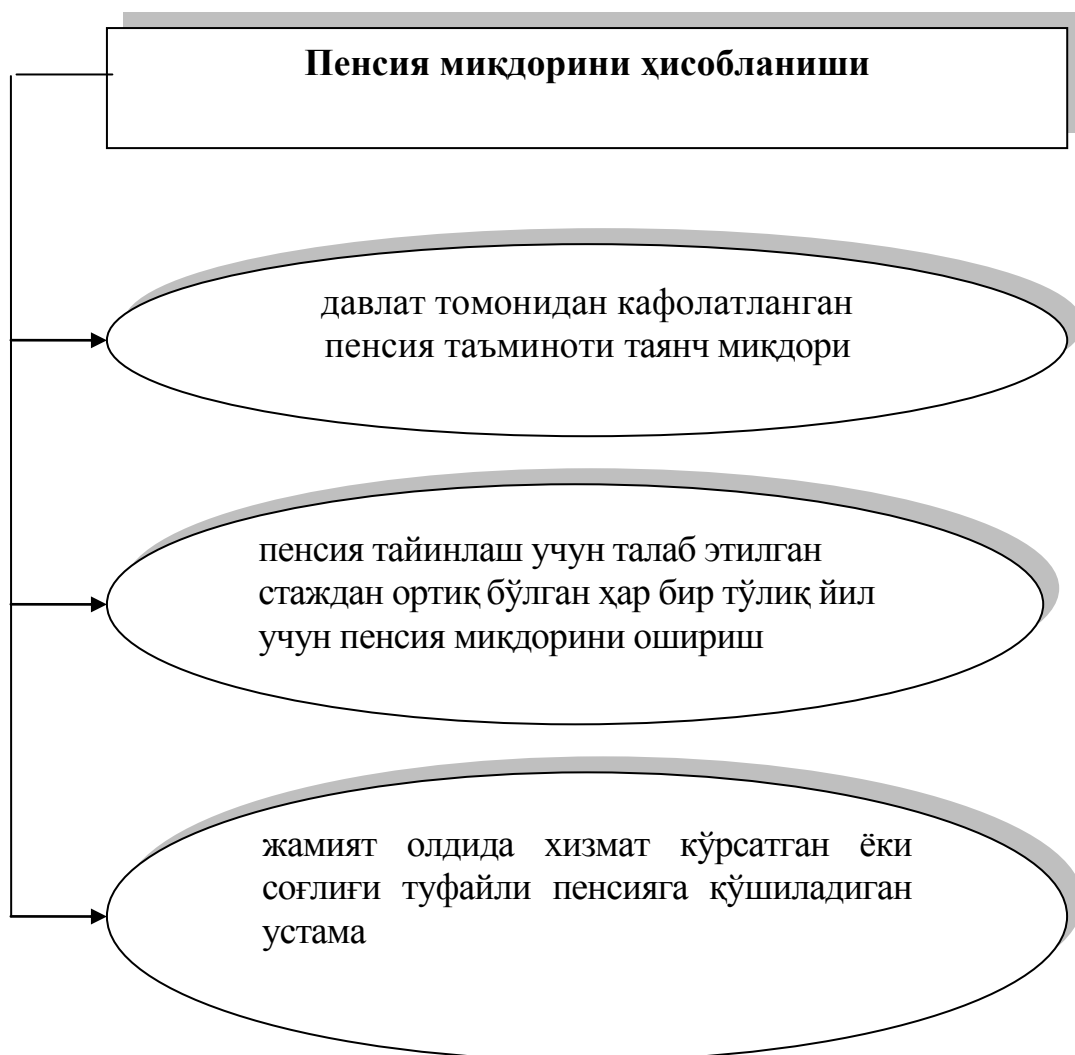 Пенсия миқдорини ҳисобланиши
давлат томонидан кафолатланган
пенсия таъминоти таянч миқдори
пенсия тайинлаш учун талаб этилган
стаждан ортиқ бўлган ҳар бир тўлиқ йил
учун пенсия миқдорини ошириш
жамият олдида хизмат кўрсатган ёки
соғлиғи туфайли пенсияга қўшиладиган
устама